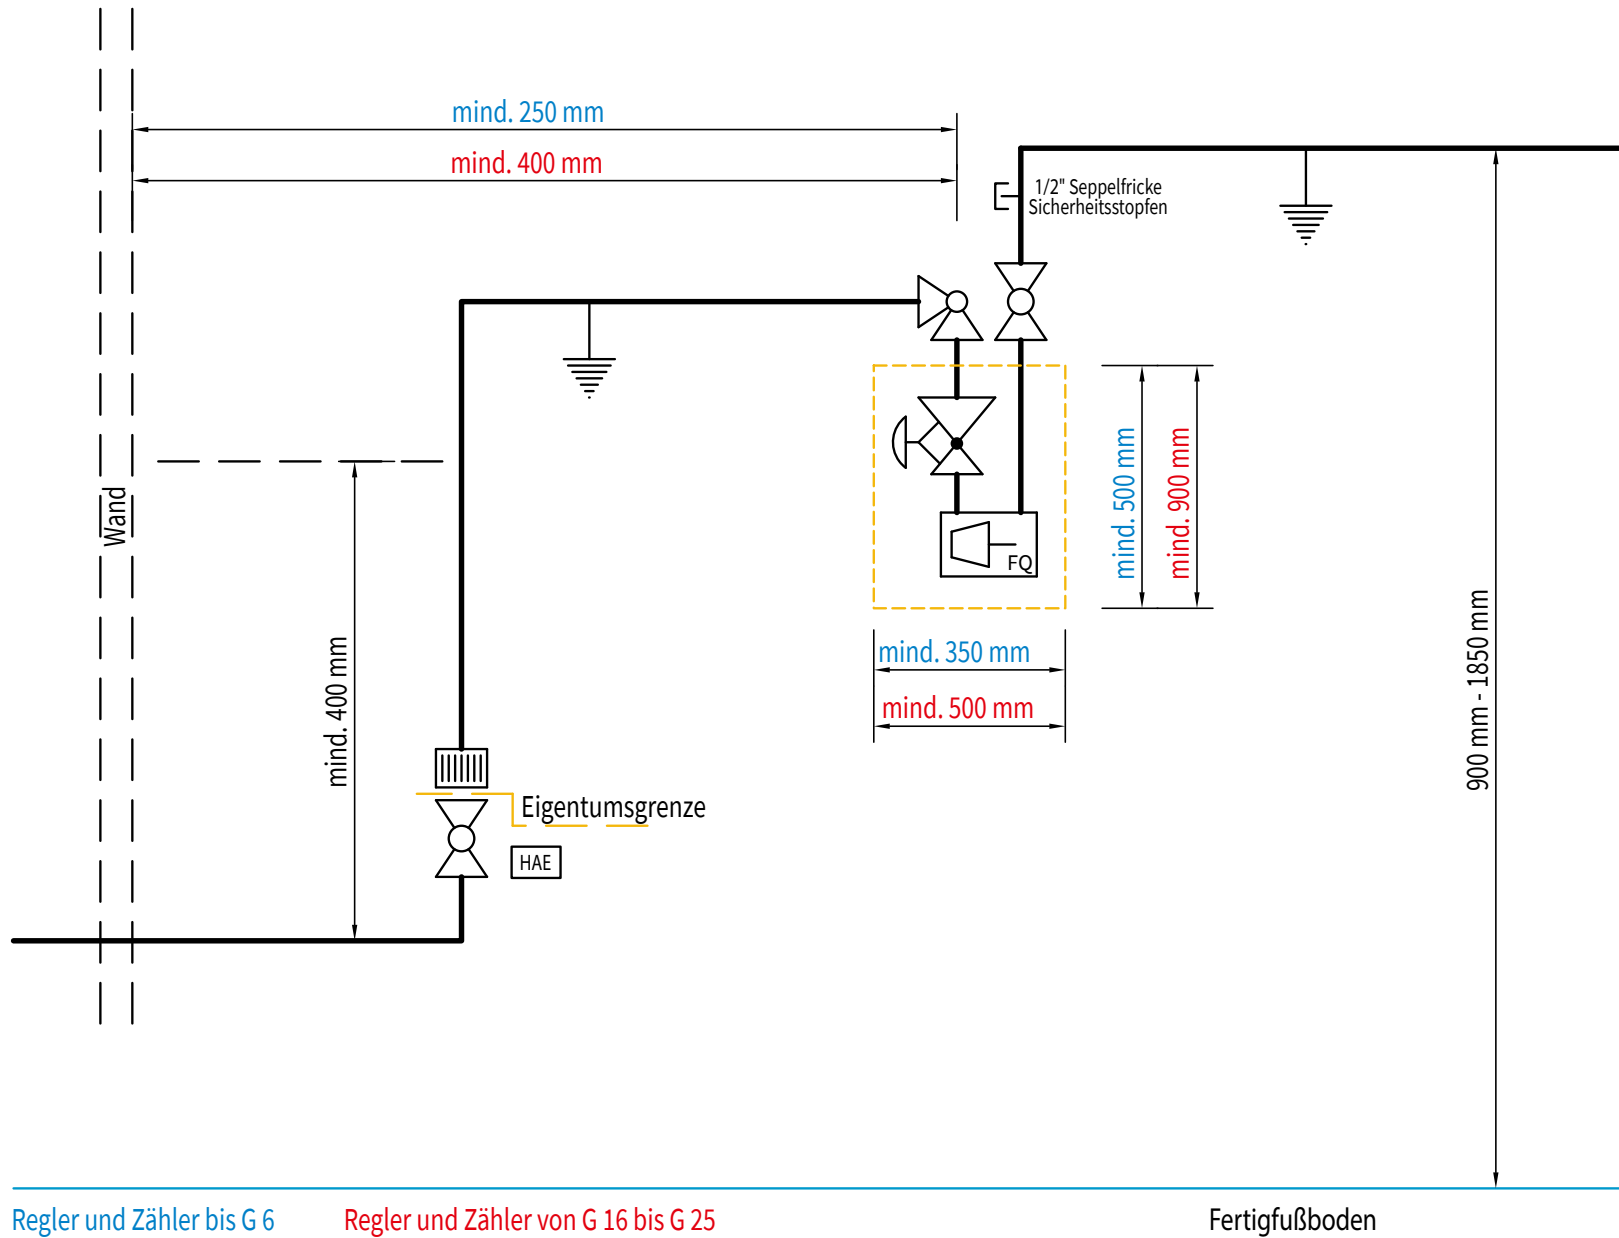 mind. 250 mm
mind. 400 mm
1/2" Seppelfricke
Sicherheitsstopfen
Wand
mind. 500 mm
mind. 900 mm
FQ
mind. 350 mm
mind. 500 mm
mind. 400 mm
900 mm - 1850 mm
Eigentumsgrenze
HAE
Regler und Zähler bis G 6
Regler und Zähler von G 16 bis G 25
Fertigfußboden